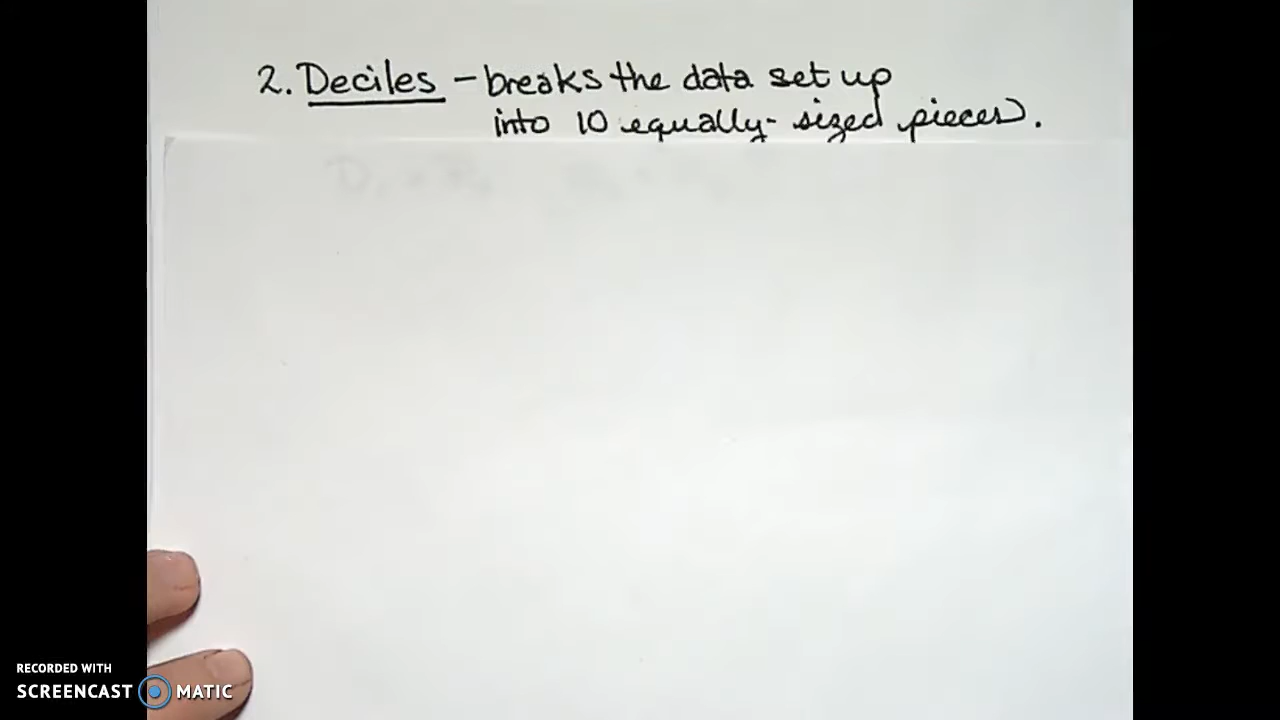 2. Deciles - breaks the data set up
into 10 equally-sized pieces.
RECORDED WITH
SCREENCAST MATIC